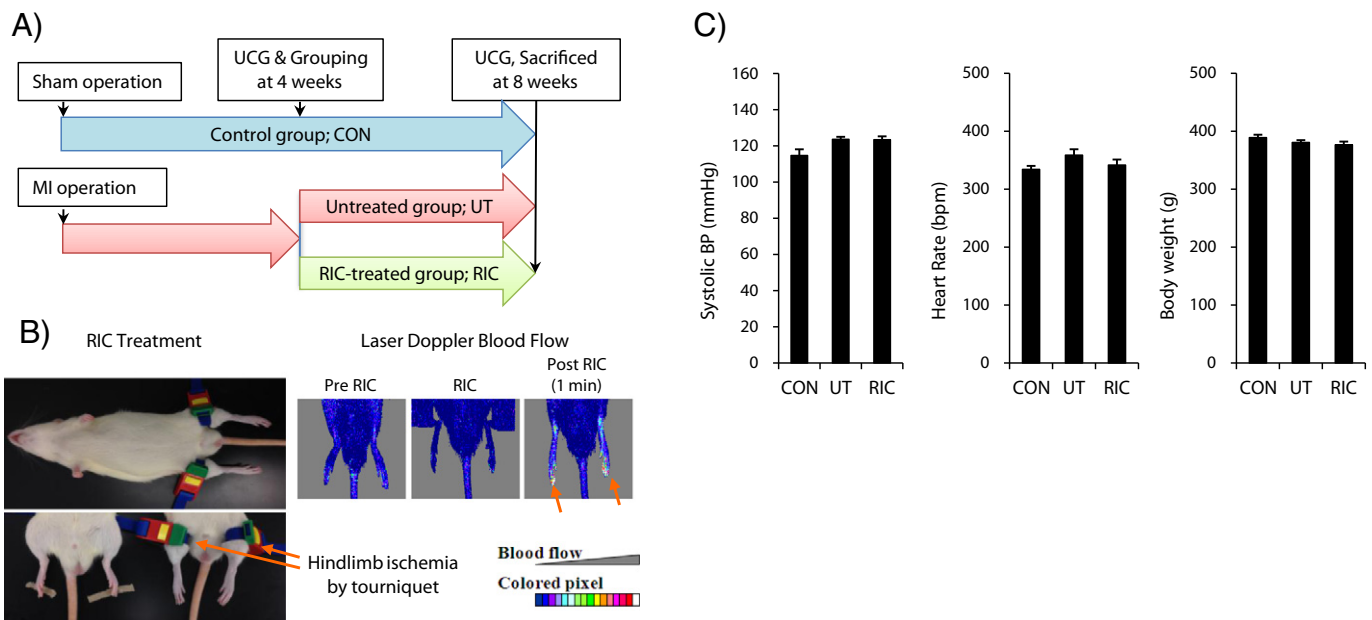 A)
Sham operation
UCG & Grouping
at 4 weeks
UCG, Sacrificed
at 8 weeks
Control group; CON
MI operation
Untreated group; UT
RIC-treated group; RIC
B)
RIC Treatment
Laser Doppler Blood Flow
Pre RIC
RIC
Post RIC
(1 min)
Hindlimb ischemia
by tourniquet
Blood flow
Colored pixel
C)
Systolic BP (mmHg)
160
140
120
100
80
60
40
20
0
CON UT RIC
Heart Rate (bpm)
500
400
300
200
100
0
CON UT RIC
Body weight (g)
500
400
300
200
100
0
CON UT RIC